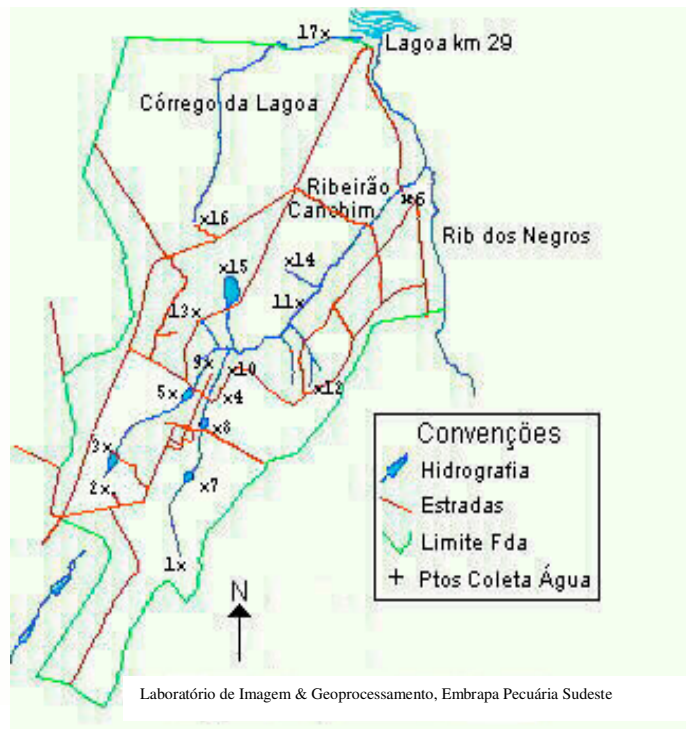 17x
Lagoa km 29
Córrego da Lagoa
Ribeirão
Canchim
x6
x16
Rib dos Negros
x14
x15
11x
13x
9x
x10
5x
x4
x12
x8
3x
2x
x7
1x
Convenções
Hidrografia
Estradas
Limite Fda
+ Ptos Coleta Água
N
Laboratório de Imagem & Geoprocessamento, Embrapa Pecuária Sudeste